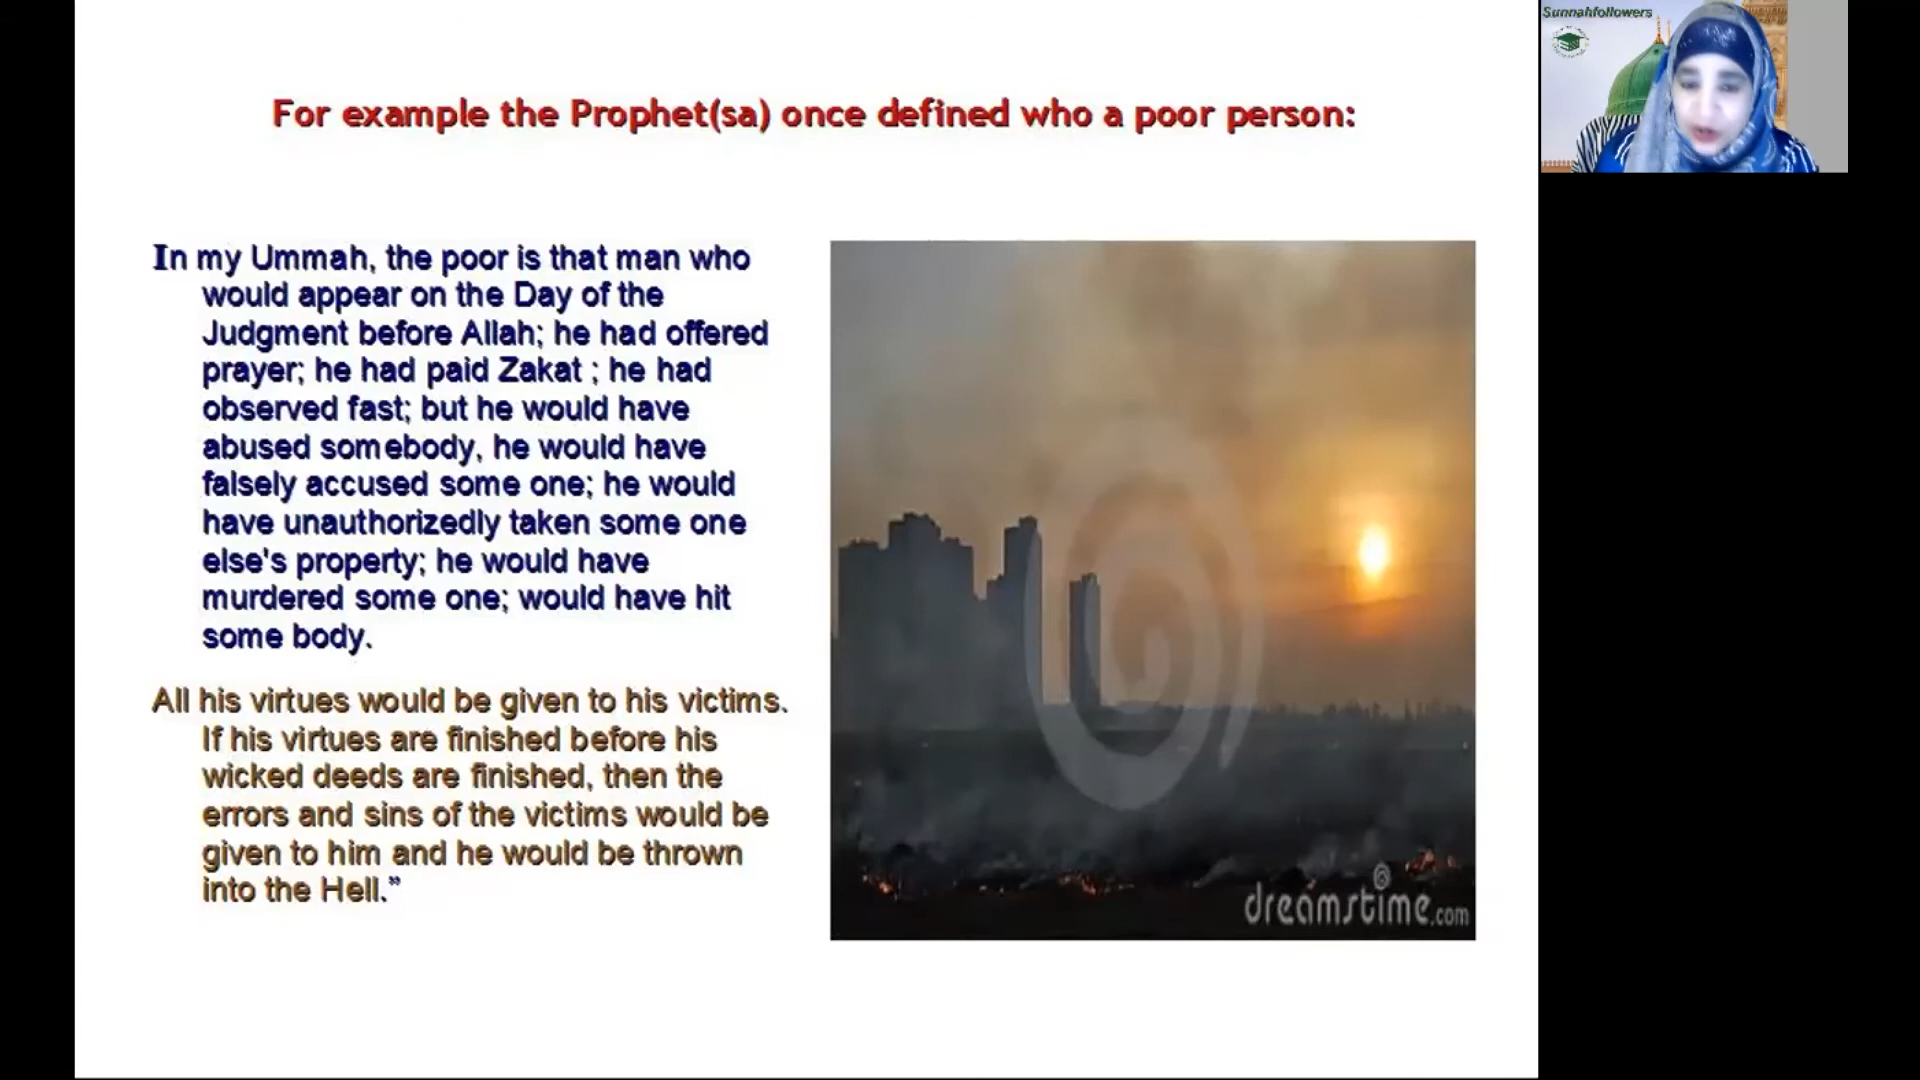 Sunnahfollowers
For example the Prophet(sa) once defined who a poor person:
In my Ummah, the poor is that man who
would appear on the Day of the
Judgment before Allah; he had offered
prayer; he had paid Zakat ; he had
observed fast; but he would have
abused somebody, he would have
falsely accused some one; he would
have unauthorizedly taken some one
else's property; he would have
murdered some one; would have hit
some body.
All his virtues would be given to his victims.
If his virtues are finished before his
wicked deeds are finished, then the
errors and sins of the victims would be
given to him and he would be thrown
into the Hell.”
dreamstime.com